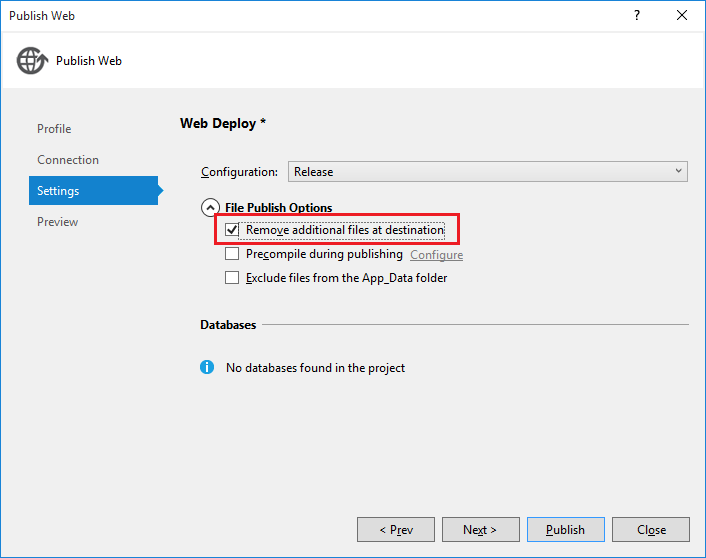 Publish Web
?
Publish Web
Profile
Connection
Settings
Preview
Web Deploy *
Configuration: Release
File Publish Options
Remove additional files at destination
Precompile during publishing Configure
Exclude files from the App_Data folder
Databases
No databases found in the project
< Prev Next > Publish Close